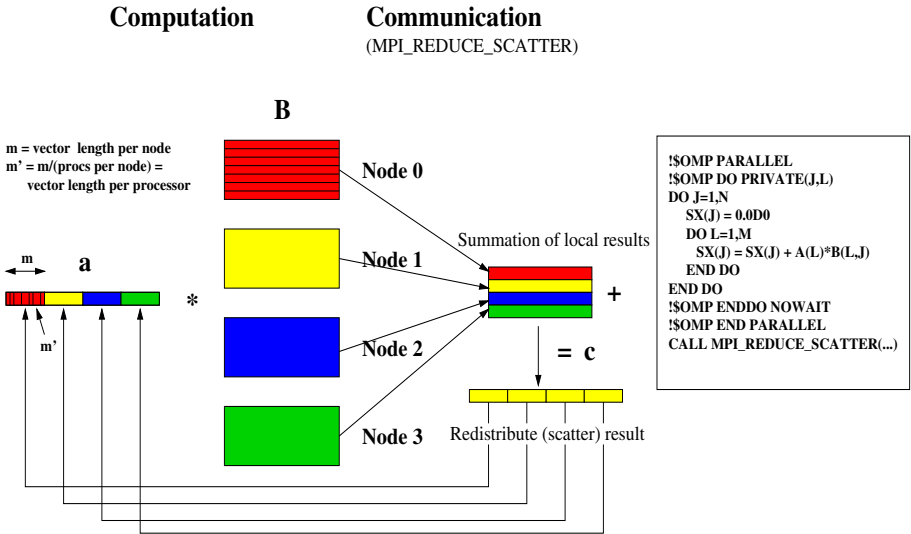 Computation
Communication
(MPI_REDUCE_SCATTER)
B
m = vector length per node
m' = m/(procs per node) =
vector length per processor
m
a
m'
*
Node 0
Node 1
Node 2
Node 3
Summation of local results
+
= c
Redistribute (scatter) result
!$OMP PARALLEL
!$OMP DO PRIVATE(J,L)
DO J=1,N
SX(J) = 0.0D0
DO L=1,M
SX(J) = SX(J) + A(L)*B(L,J)
END DO
END DO
!$OMP ENDDO NOWAIT
!$OMP END PARALLEL
CALL MPI_REDUCE_SCATTER(...)